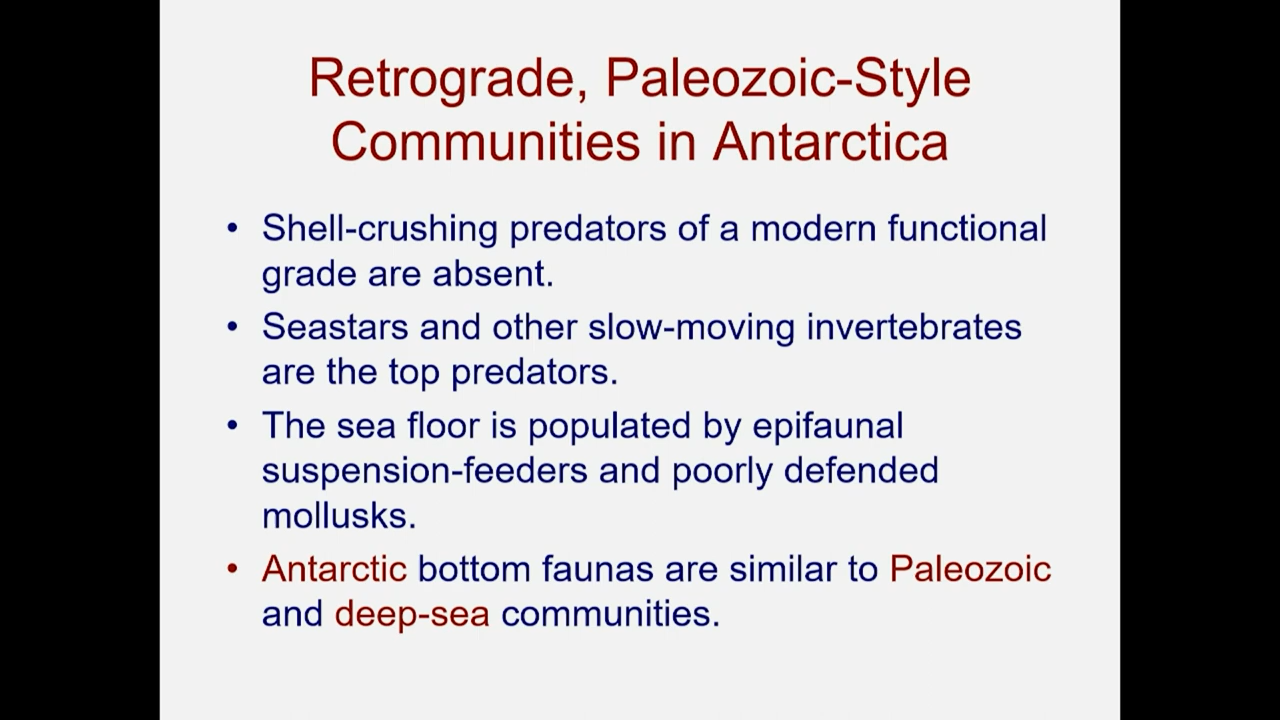 Retrograde, Paleozoic-Style
Communities in Antarctica
• Shell-crushing predators of a modern functional
grade are absent.
• Seastars and other slow-moving invertebrates
are the top predators.
• The sea floor is populated by epifaunal
suspension-feeders and poorly defended
mollusks.
• Antarctic bottom faunas are similar to Paleozoic
and deep-sea communities.